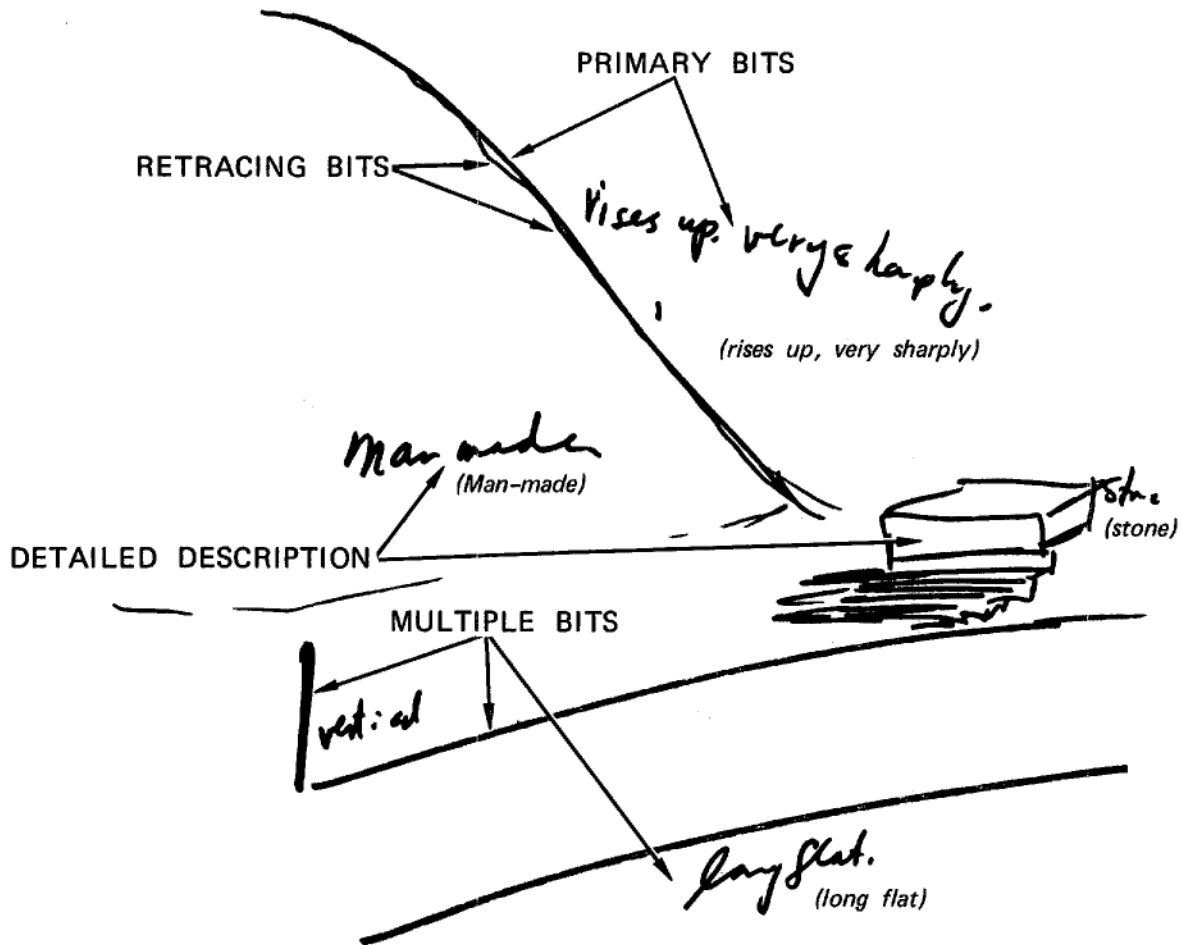 PRIMARY BITS
RETRACING BITS
rises up. very sharply.
(rises up, very sharply)
Man made
(Man-made)
stone
(stone)
DETAILED DESCRIPTION
MULTIPLE BITS
vertical
long flat.
(long flat)